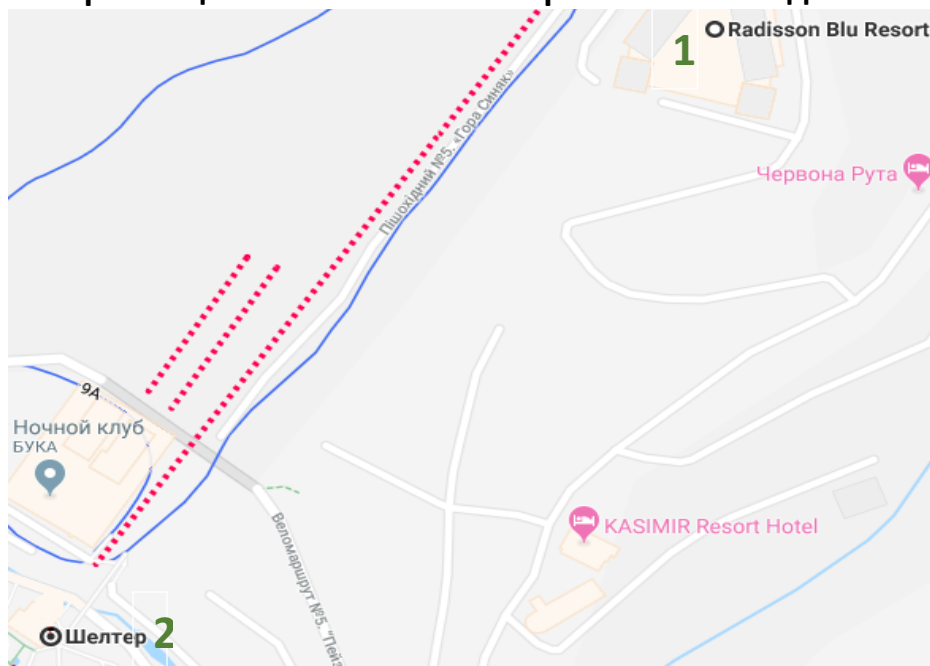 Radisson Blu Resort
1
Пішохідний №5. «Гора Синяк»
Червона Рута
9А
Ночной клуб
БУКА
KASIMIR Resort Hotel
Веломаршрут №5. "Пей
Шелтер 2